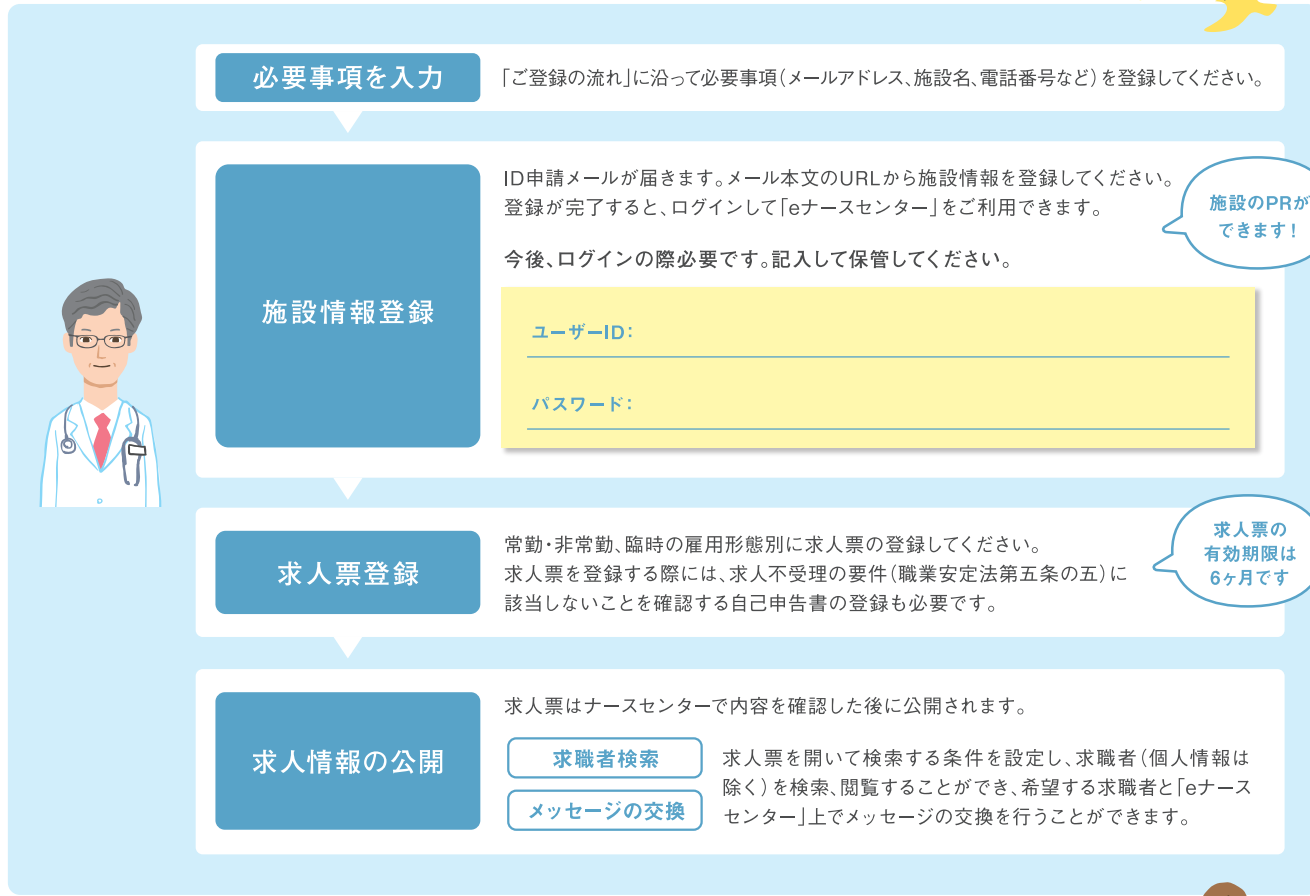 必要事項を入力
「ご登録の流れ」に沿って必要事項(メールアドレス、施設名、電話番号など)を登録してください。
施設情報登録
ID申請メールが届きます。メール本文のURLから施設情報を登録してください。
登録が完了すると、ログインして「eナースセンター」をご利用できます。
今後、ログインの際必要です。記入して保管してください。
施設のPRが
できます!
ユーザーID:
パスワード:
求人票登録
常勤・非常勤、臨時の雇用形態別に求人票の登録してください。
求人票を登録する際には、求人不受理の要件(職業安定法第五条の五)に
該当しないことを確認する自己申告書の登録も必要です。
求人票の
有効期限は
6ヶ月です
求人情報の公開
求人票はナースセンターで内容を確認した後に公開されます。
求職者検索
メッセージの交換
求人票を開いて検索する条件を設定し、求職者(個人情報は
除く)を検索、閲覧することができ、希望する求職者と「eナース
センター」上でメッセージの交換を行うことができます。